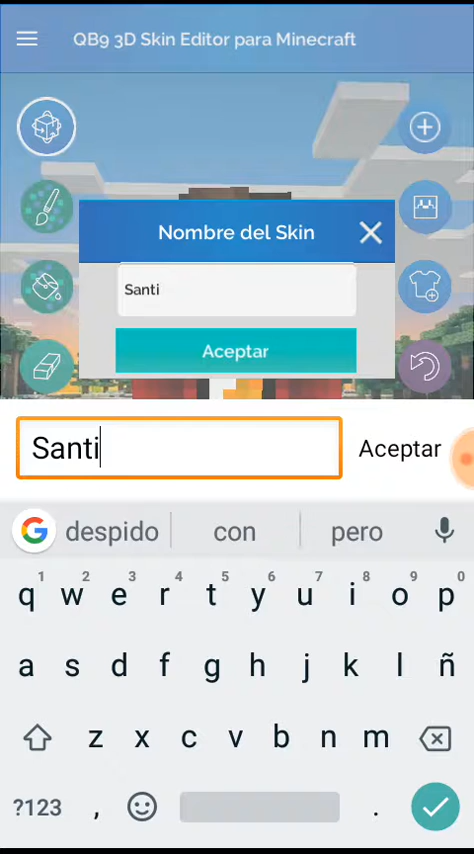 QB9 3D Skin Editor para Minecraft
Nombre del Skin
Santi
Aceptar
Santi Aceptar
despido con pero
1 2 3 4 5 6 7 8 9 0
q w e r t y u i o p
a s d f g h j k l ñ
z x c v b n m
?123 , .